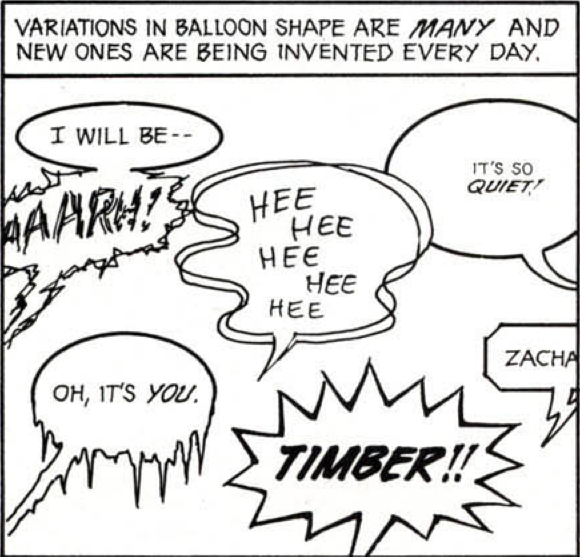 VARIATIONS IN BALLOON SHAPE ARE MANY AND
NEW ONES ARE BEING INVENTED EVERY DAY.
I WILL BE--
AAARH!!
HEE
HEE
HEE
HEE
HEE
IT'S SO
QUIET!
OH, IT'S YOU.
TIMBER!!
ZACHA